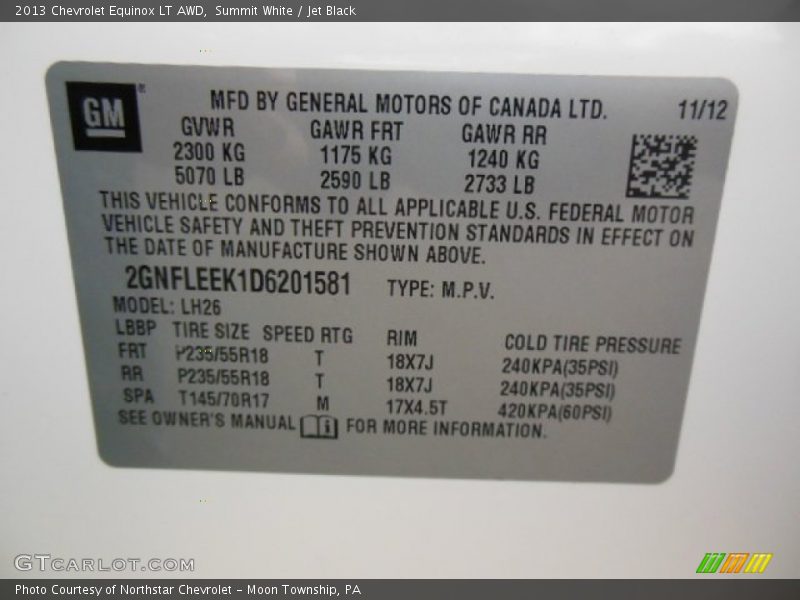 2013 Chevrolet Equinox LT AWD, Summit White / Jet Black
GM ®
MFD BY GENERAL MOTORS OF CANADA LTD. 11/12
GVWR GAWR FRT GAWR RR
2300 KG 1175 KG 1240 KG
5070 LB 2590 LB 2733 LB
THIS VEHICLE CONFORMS TO ALL APPLICABLE U.S. FEDERAL MOTOR
VEHICLE SAFETY AND THEFT PREVENTION STANDARDS IN EFFECT ON
THE DATE OF MANUFACTURE SHOWN ABOVE.
2GNFLEEK1D6201581 TYPE: M.P.V.
MODEL: LH26
LBBP TIRE SIZE SPEED RTG RIM COLD TIRE PRESSURE
FRT P235/55R18 T 18X7J 240KPA(35PSI)
RR P235/55R18 T 18X7J 240KPA(35PSI)
SPA T145/70R17 M 17X4.5T 420KPA(60PSI)
SEE OWNER'S MANUAL i FOR MORE INFORMATION.
GTCARLOT.COM
Photo Courtesy of Northstar Chevrolet - Moon Township, PA